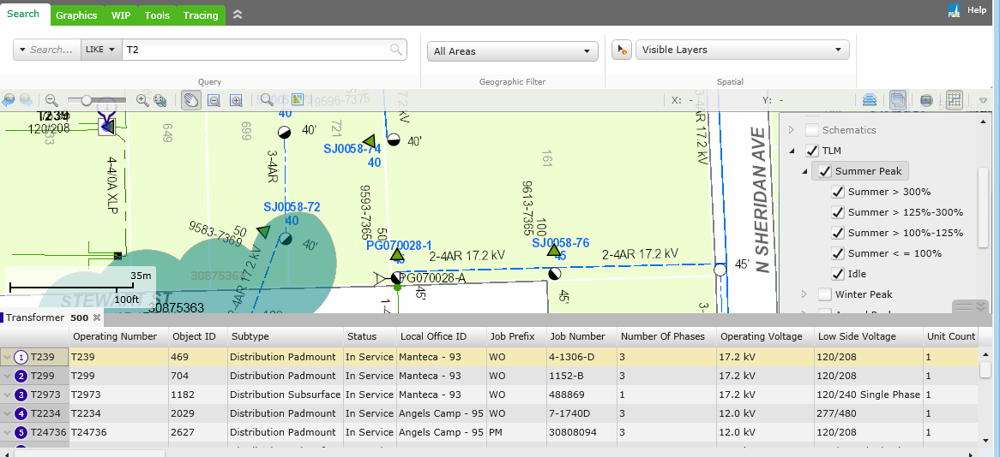 Search Graphics WIP Tools Tracing PG&E Help
Search... LIKE T2 All Areas Visible Layers
Query Geographic Filter Spatial
X: - Y: -
9596-7375
40
T239
120/208
649
699
40'
721
17.2 kV
40'
SJ0058-74
40
161
17.2 kV
N SHERIDAN AVE
4-4/0A XLP
3-4AR
SJ0058-72
40
9583-7369
50
40'
9593-7365
50
9613-7365
100
PG070028-1
45
2-4AR 17.2 kV
SJ0058-76
45
2-4AR 17.2 kV
45'
PG070028-A
45'
45'
30875363
3-4AR 17.2 kV
35m
100ft
STEWART ST
30875363
100
1-4
3-
Schematics
TLM
Summer Peak
Summer > 300%
Summer > 125%-300%
Summer > 100%-125%
Summer < = 100%
Idle
Winter Peak
Transformer 500
Operating Number Object ID Subtype Status Local Office ID Job Prefix Job Number Number Of Phases Operating Voltage Low Side Voltage Unit Count
1 T239 T239 469 Distribution Padmount In Service Manteca - 93 WO 4-1306-D 3 17.2 kV 120/208 1
2 T299 T299 704 Distribution Padmount In Service Manteca - 93 WO 1152-B 3 17.2 kV 120/208 1
3 T2973 T2973 1182 Distribution Subsurface In Service Manteca - 93 WO 488869 1 17.2 kV 120/240 Single Phase 1
4 T2234 T2234 2029 Distribution Padmount In Service Angels Camp - 95 WO 7-1740D 3 12.0 kV 277/480 1
5 T24736 T24736 2627 Distribution Padmount In Service Angels Camp - 95 PM 30808094 3 12.0 kV 120/208 1